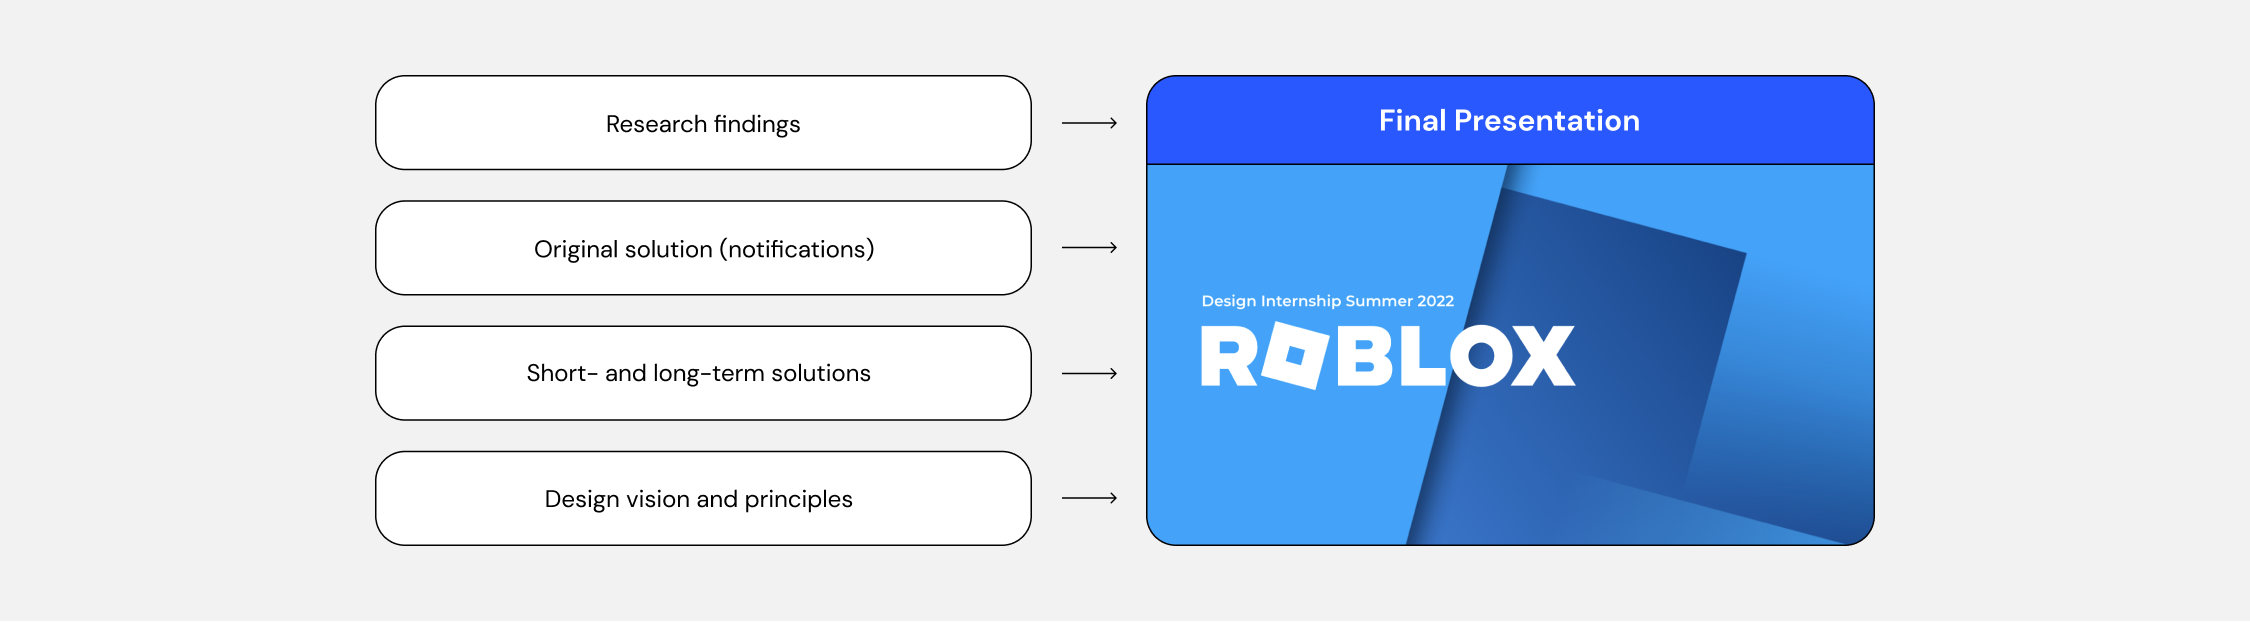 Research findings
Original solution (notifications)
Short- and long-term solutions
Design vision and principles
Final Presentation
Design Internship Summer 2022
ROBLOX